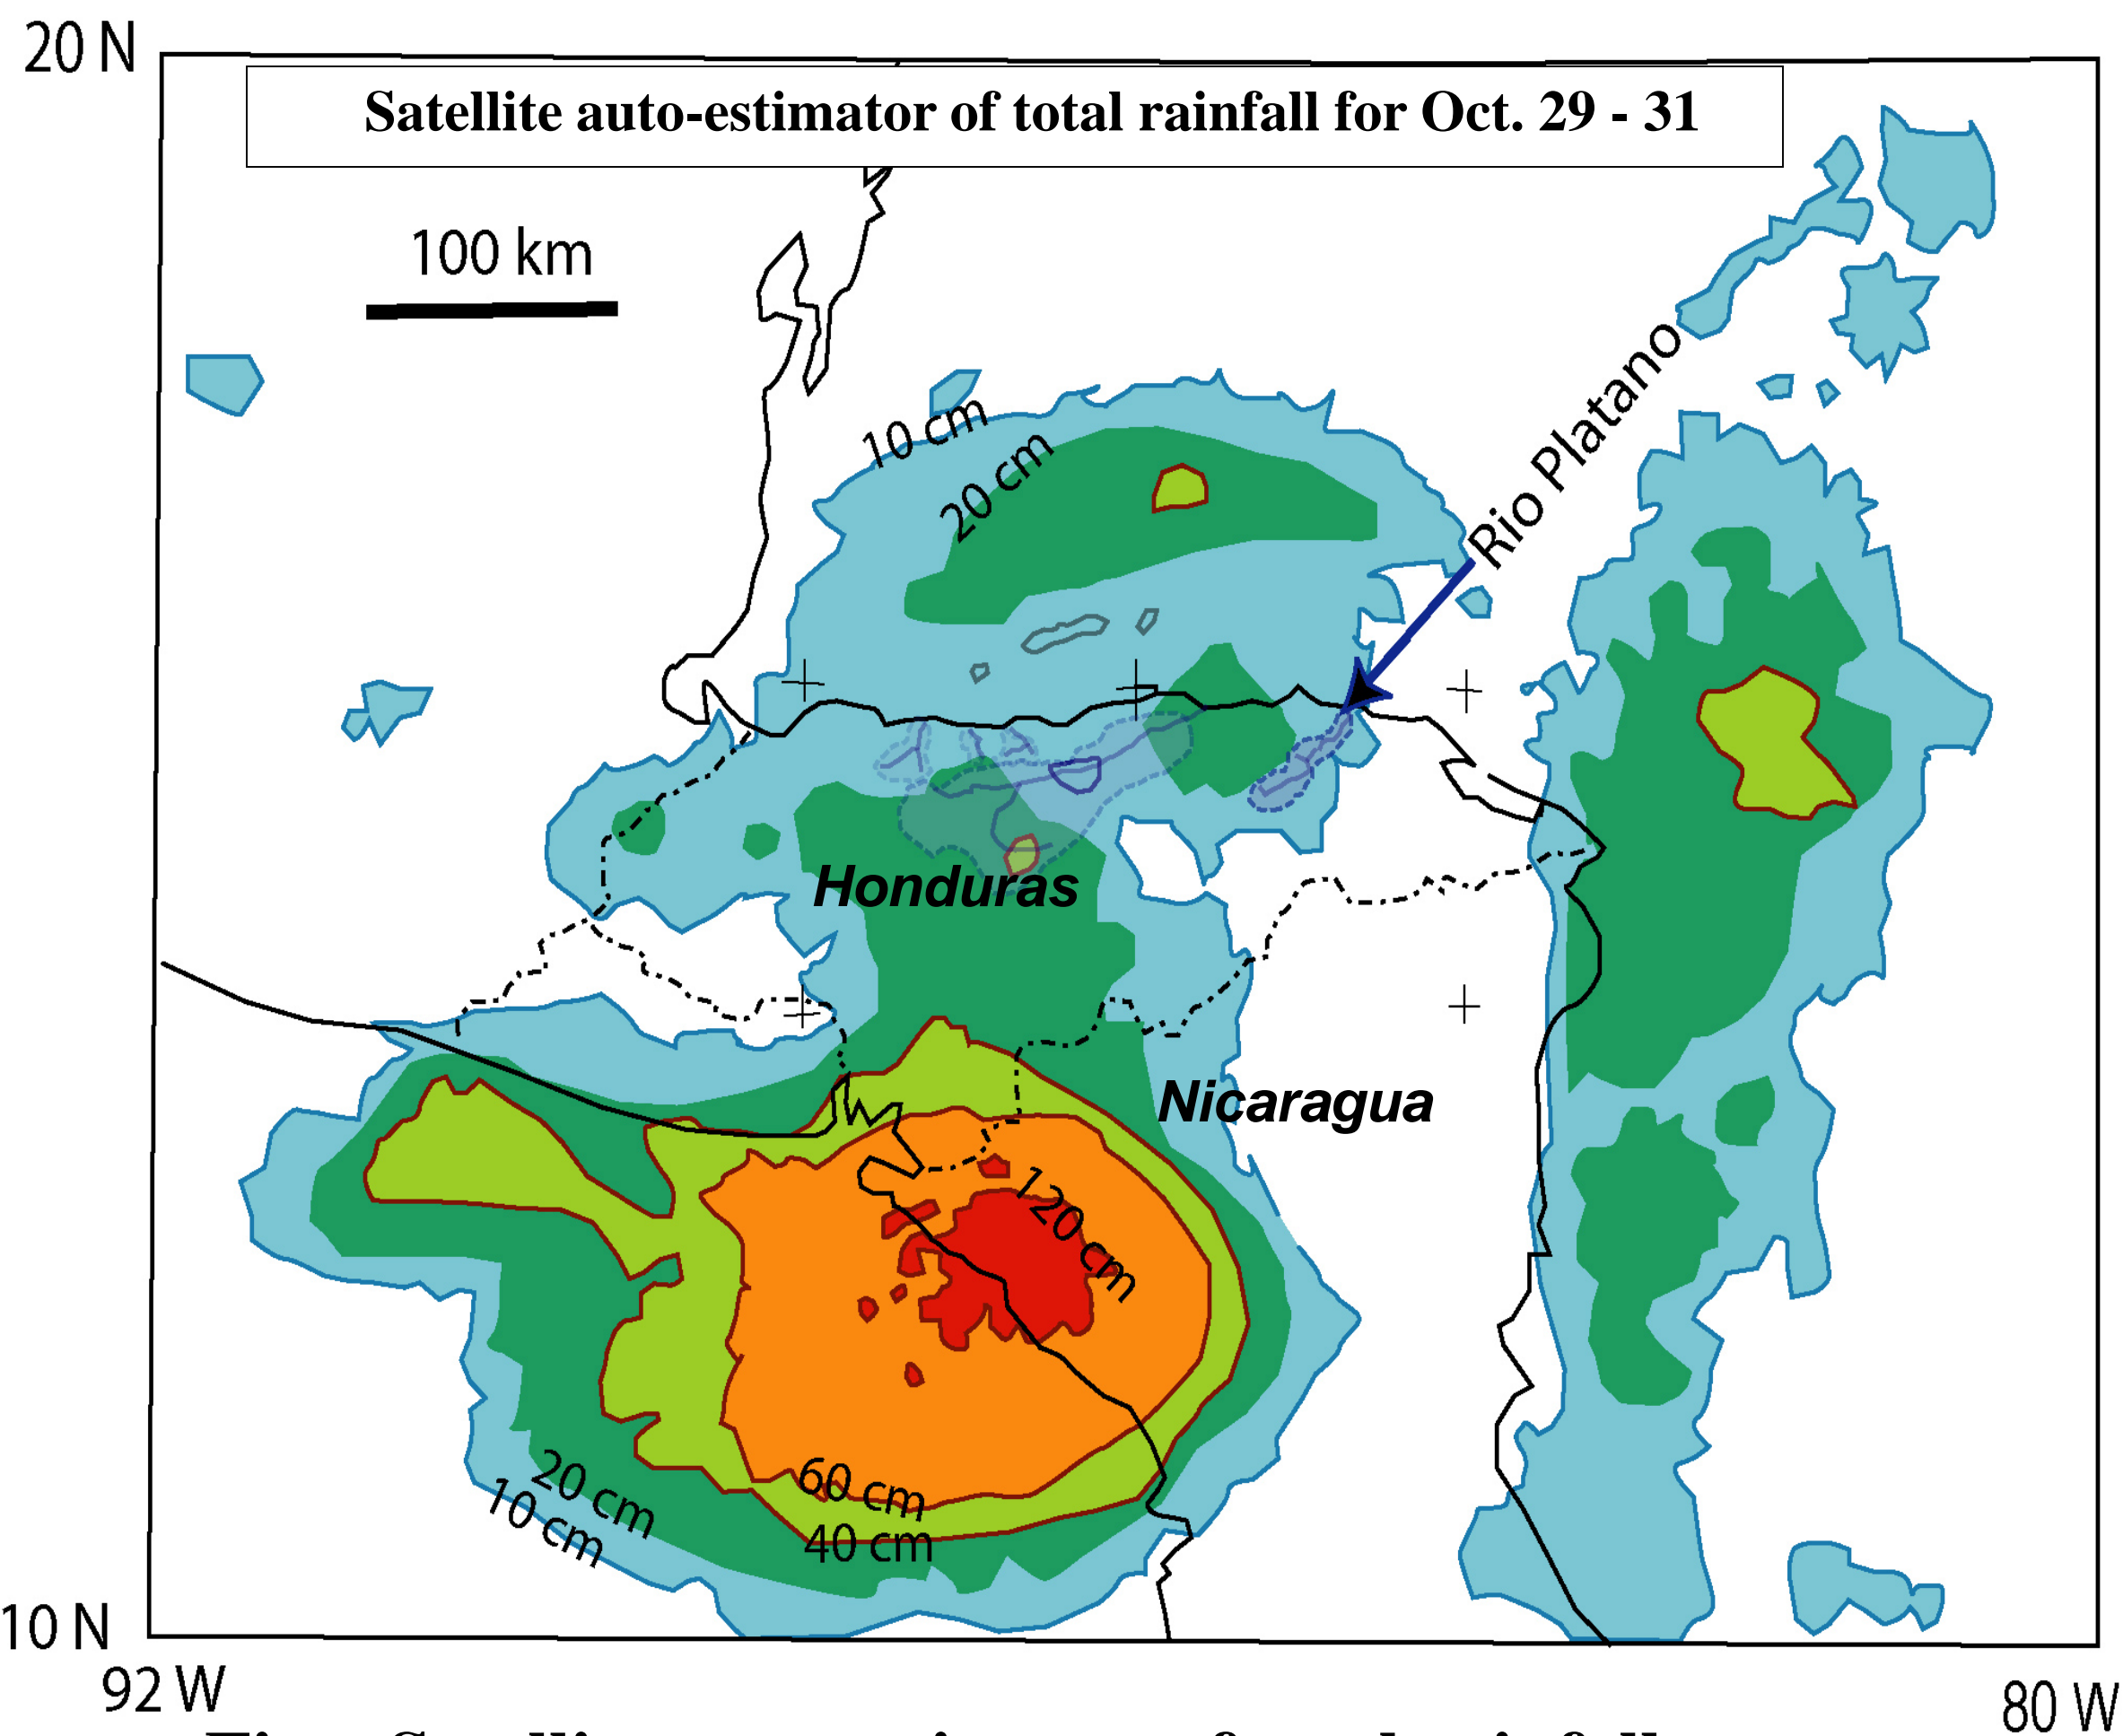 20 N
Satellite auto-estimator of total rainfall for Oct. 29 - 31
100 km
Rio Platano
10 cm
20 cm
Honduras
Nicaragua
120 cm
60 cm
20 cm
10 cm
40 cm
10 N
92 W
80 W